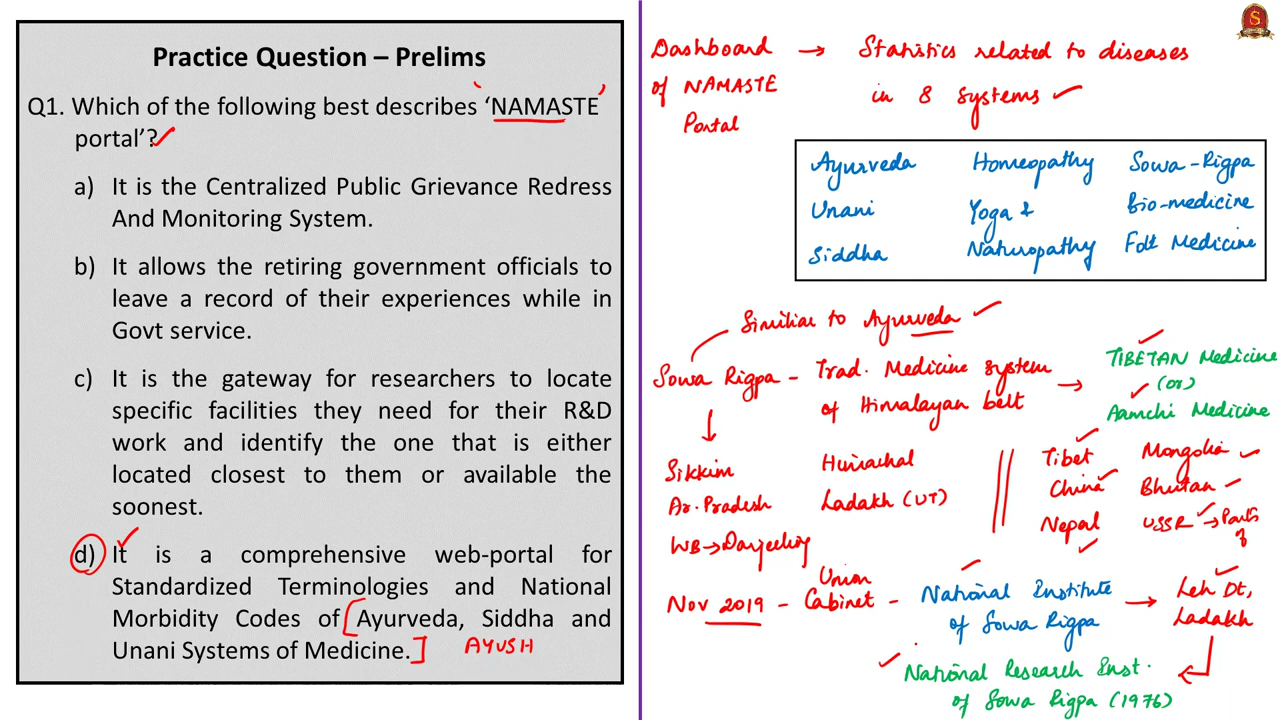 Practice Question – Prelims
Q1. Which of the following best describes ‘NAMASTE
portal’?
a) It is the Centralized Public Grievance Redress
And Monitoring System.
b) It allows the retiring government officials to
leave a record of their experiences while in
Govt service.
c) It is the gateway for researchers to locate
specific facilities they need for their R&D
work and identify the one that is either
located closest to them or available the
soonest.
d) It is a comprehensive web-portal for
Standardized Terminologies and National
Morbidity Codes of [Ayurveda, Siddha and
Unani Systems of Medicine.] AYUSH
Dashboard → Statistics related to diseases
of NAMASTE in 8 systems
Portal
Ayurveda Homeopathy Sowa-Rigpa
Unani Yoga & Bio-medicine
Siddha Naturopathy Folk Medicine
Similiar to Ayurveda
Sowa Rigpa - Trad. Medicine system → TIBETAN Medicine
of Himalayan belt (or)
Aamchi Medicine
Sikkim Himachal Tibet Mongolia
Ar. Pradesh Ladakh (UT) China Bhutan
WB → Darjeeling Nepal USSR → Parts of
Nov 2019 - Union Cabinet - National Institute → Leh Dt,
of Sowa Rigpa Ladakh
National Research Inst.
of Sowa Rigpa (1976)